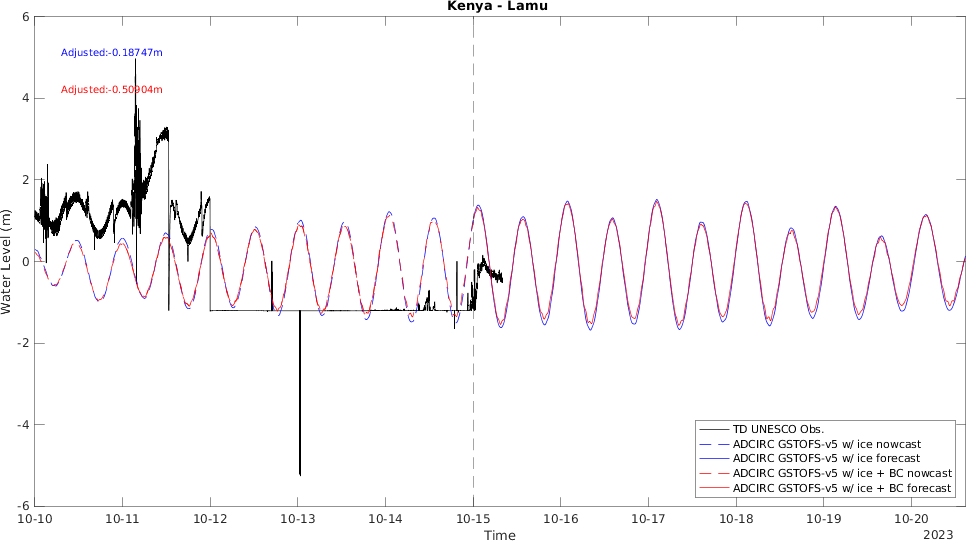 Kenya - Lamu
6
Adjusted:-0.18747m
4
Adjusted:-0.50904m
2
0
-2
-4
-6
Water Level (m)
TD UNESCO Obs.
ADCIRC GSTOFS-v5 w/ ice nowcast
ADCIRC GSTOFS-v5 w/ ice forecast
ADCIRC GSTOFS-v5 w/ ice + BC nowcast
ADCIRC GSTOFS-v5 w/ ice + BC forecast
10-10 10-11 10-12 10-13 10-14 10-15 10-16 10-17 10-18 10-19 10-20
Time
2023